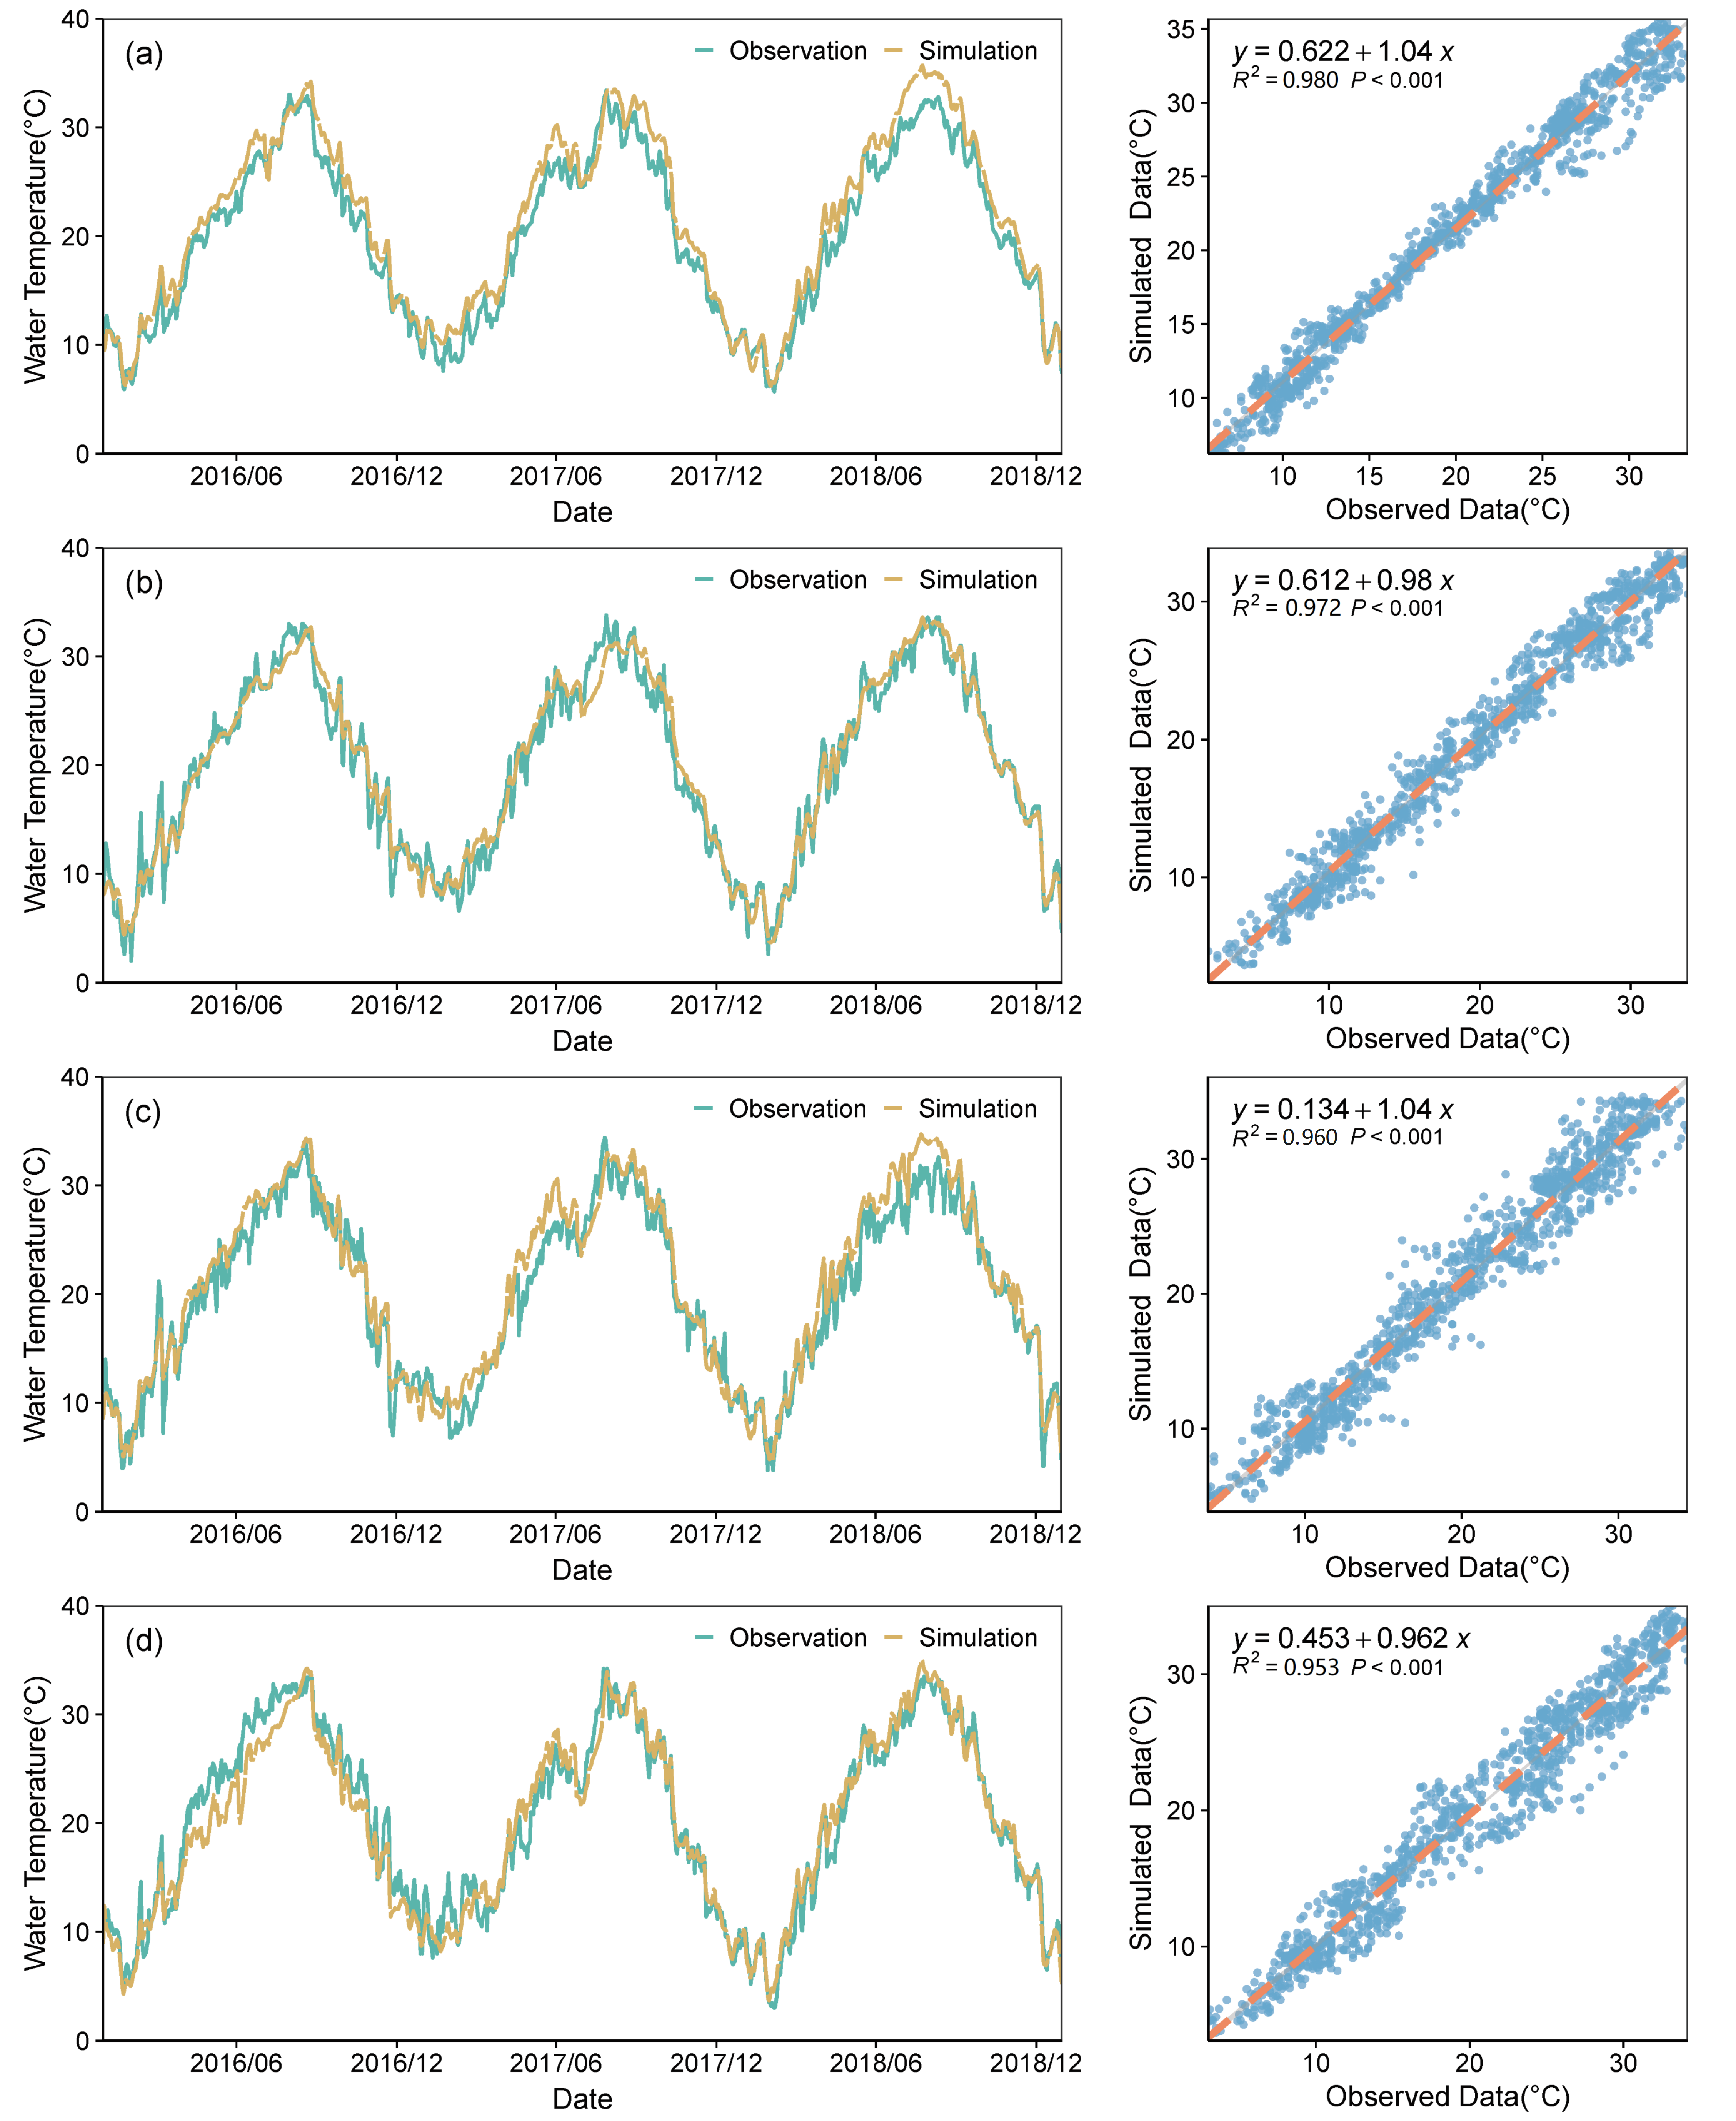 (a)
Observation Simulation
Water Temperature(°C)
40
30
20
10
0
2016/06 2016/12 2017/06 2017/12 2018/06 2018/12
Date
y = 0.622 + 1.04 x
R² = 0.980 P < 0.001
Simulated Data(°C)
35
30
25
20
15
10
10 15 20 25 30
Observed Data(°C)
(b)
Observation Simulation
Water Temperature(°C)
40
30
20
10
0
2016/06 2016/12 2017/06 2017/12 2018/06 2018/12
Date
y = 0.612 + 0.98 x
R² = 0.972 P < 0.001
Simulated Data(°C)
30
20
10
10 20 30
Observed Data(°C)
(c)
Observation Simulation
Water Temperature(°C)
40
30
20
10
0
2016/06 2016/12 2017/06 2017/12 2018/06 2018/12
Date
y = 0.134 + 1.04 x
R² = 0.960 P < 0.001
Simulated Data(°C)
30
20
10
10 20 30
Observed Data(°C)
(d)
Observation Simulation
Water Temperature(°C)
40
30
20
10
0
2016/06 2016/12 2017/06 2017/12 2018/06 2018/12
Date
y = 0.453 + 0.962 x
R² = 0.953 P < 0.001
Simulated Data(°C)
30
20
10
10 20 30
Observed Data(°C)